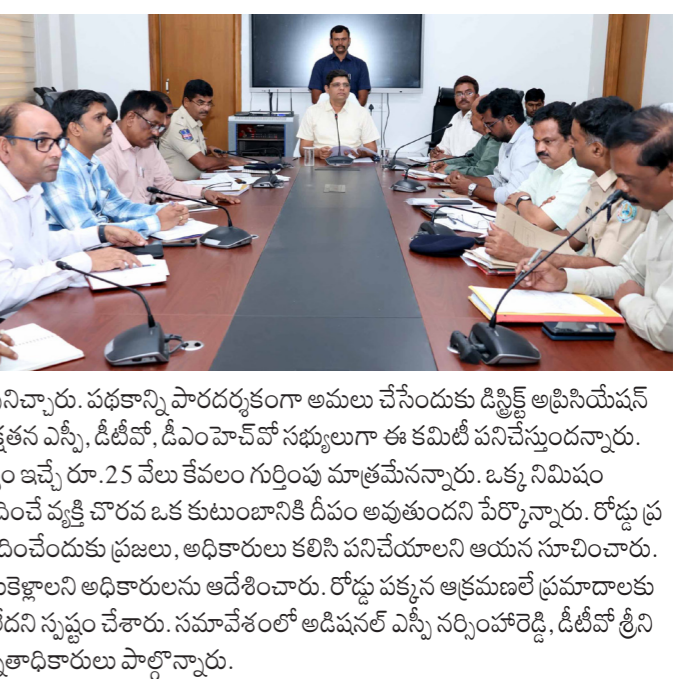 నిచ్చారు. పథకాన్ని పారదర్శకంగా అమలు చేసేందుకు డిస్ట్రిక్ట్ అప్రిసియేషన్
క్షతన ఎస్పీ, డీటీవో, డీఎంహెచ్‌వో సభ్యులుగా ఈ కమిటీ పనిచేస్తుందన్నారు.
ఇచ్చే రూ.25 వేలు కేవలం గుర్తింపు మాత్రమేనన్నారు. ఒక్క నిమిషం
దించే వ్యక్తి చొరవ ఒక కుటుంబానికి దీపం అవుతుందని పేర్కొన్నారు. రోడ్డు ప్ర
దించేందుకు ప్రజలు, అధికారులు కలిసి పనిచేయాలని ఆయన సూచించారు.
కెళ్లాలని అధికారులను ఆదేశించారు. రోడ్డు పక్కన ఆక్రమణలే ప్రమాదాలకు
లేదని స్పష్టం చేశారు. సమావేశంలో అడిషనల్ ఎస్పీ నర్సింహారెడ్డి, డీటీవో శ్రీని
న్నతాధికారులు పాల్గొన్నారు.